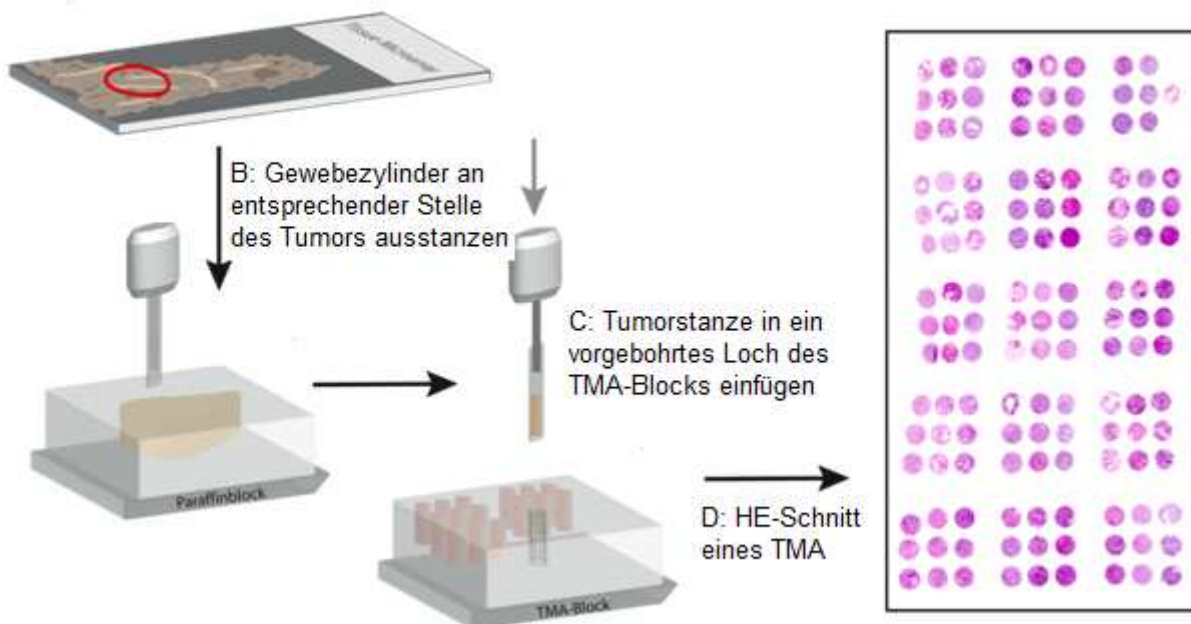 B: Gewebezylinder an
entsprechender Stelle
des Tumors ausstanzen
C: Tumorstanze in ein
vorgebohrtes Loch des
TMA-Blocks einfügen
Paraffinblock
D: HE-Schnitt
eines TMA
TMA-Block